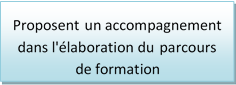 Proposent un accompagnement
dans l'élaboration du parcours
de formation